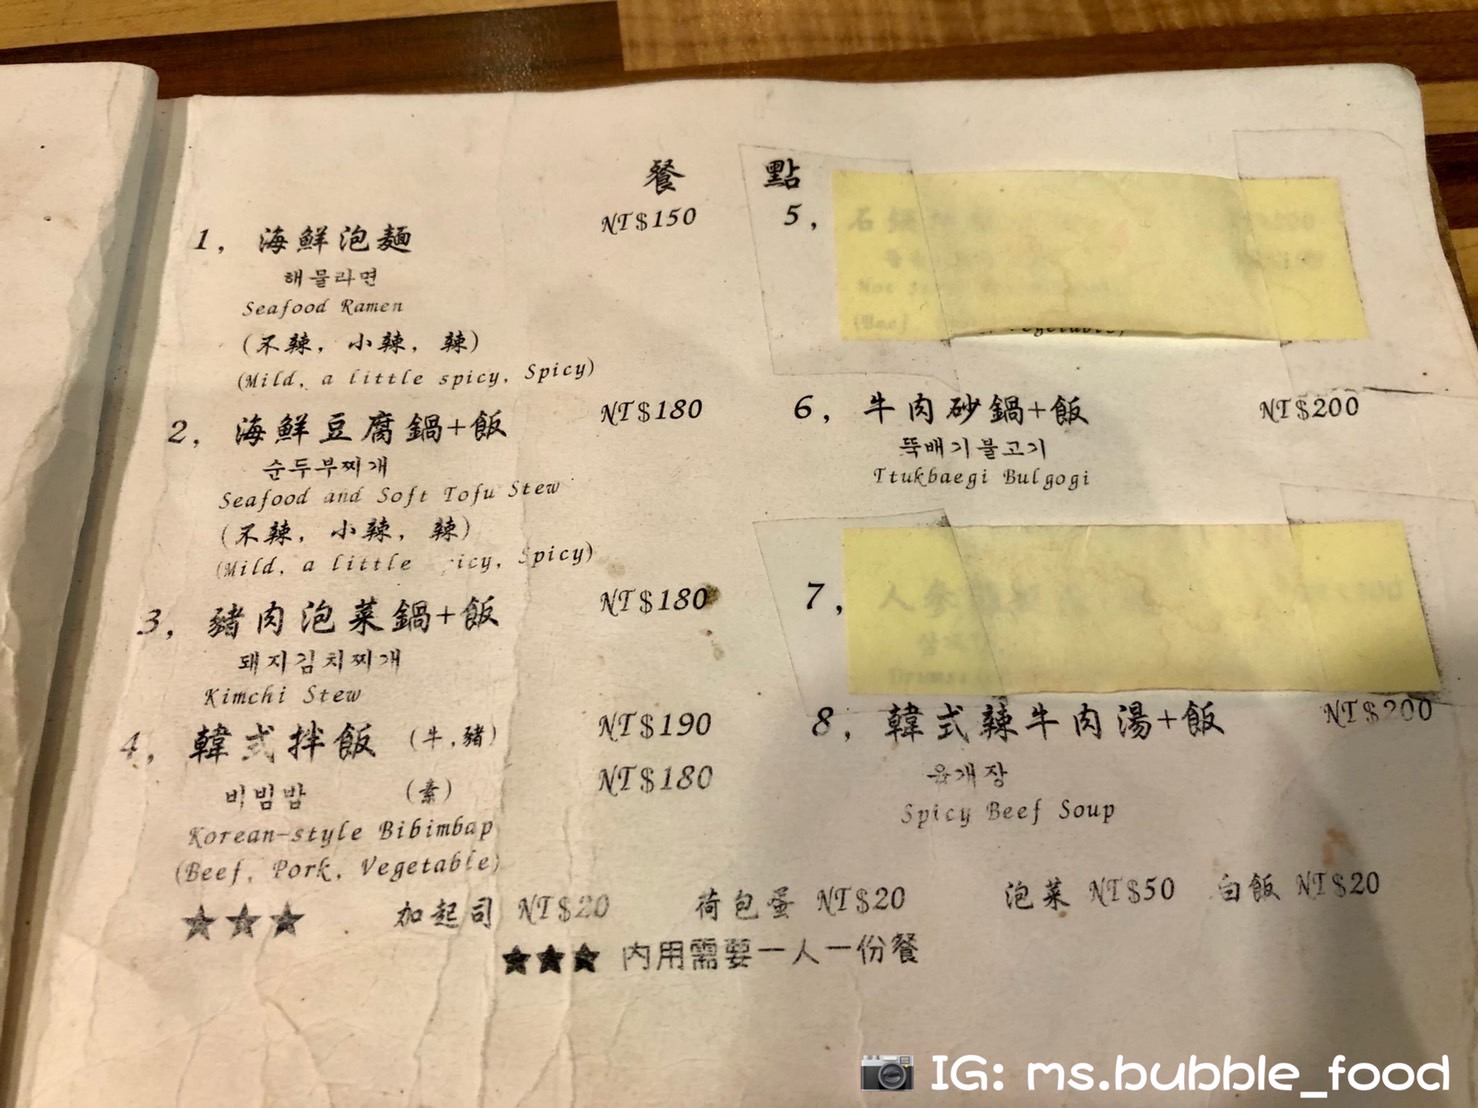 餐 點
1, 海鮮泡麵 NT$150
해물라면
Seafood Ramen
(不辣, 小辣, 辣)
(Mild, a little spicy, Spicy)
2, 海鮮豆腐鍋+飯 NT$180
순두부찌개
Seafood and Soft Tofu Stew
(不辣, 小辣, 辣)
(Mild, a little icy, Spicy)
3, 豬肉泡菜鍋+飯 NT$180
돼지김치찌개
Kimchi Stew
4, 韓式拌飯 (牛,豬) NT$190
비빔밥 (素) NT$180
Korean-style Bibimbap
(Beef, Pork, Vegetable)
5, 石
6, 牛肉砂鍋+飯 NT$200
뚝배기불고기
Ttukbaegi Bulgogi
7, 人參
8, 韓式辣牛肉湯+飯 NT$200
육개장
Spicy Beef Soup
★★★ 加起司 NT$20 荷包蛋 NT$20 泡菜 NT$50 白飯 NT$20
★★★ 內用需要一人一份餐
IG: ms.bubble_food